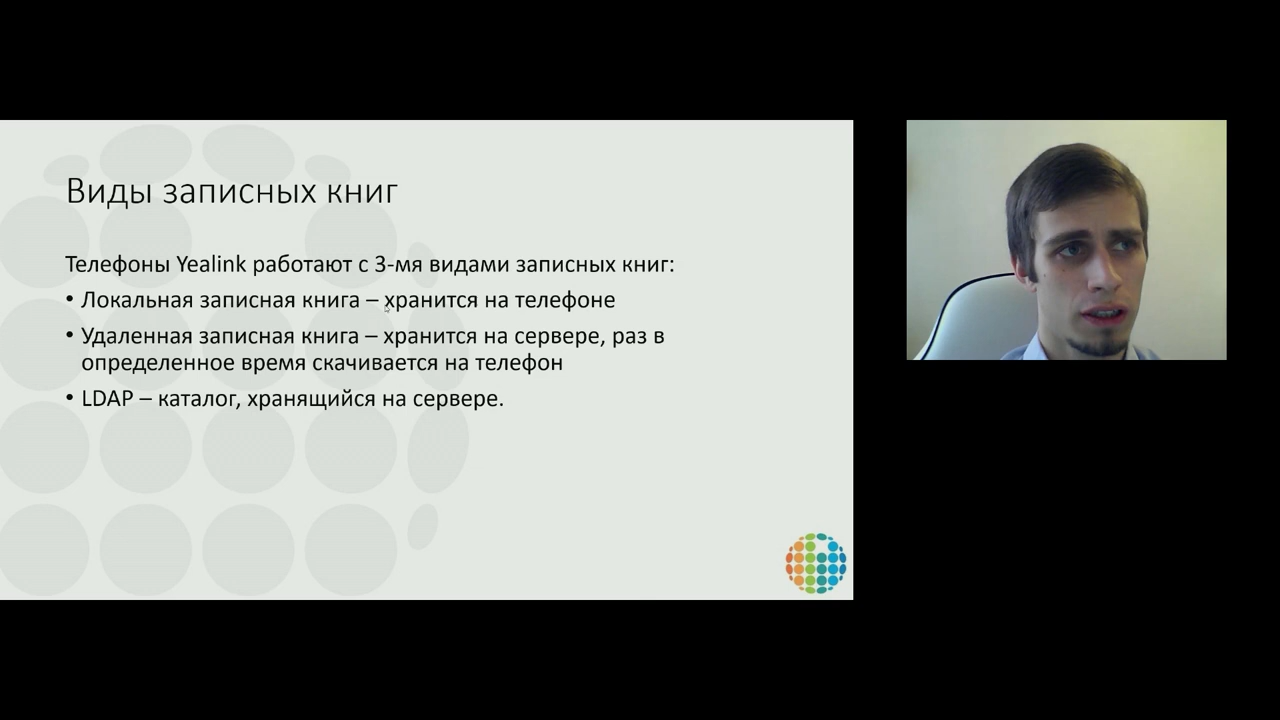 Виды записных книг
Телефоны Yealink работают с 3-мя видами записных книг:
• Локальная записная книга – хранится на телефоне
• Удаленная записная книга – хранится на сервере, раз в
определенное время скачивается на телефон
• LDAP – каталог, хранящийся на сервере.